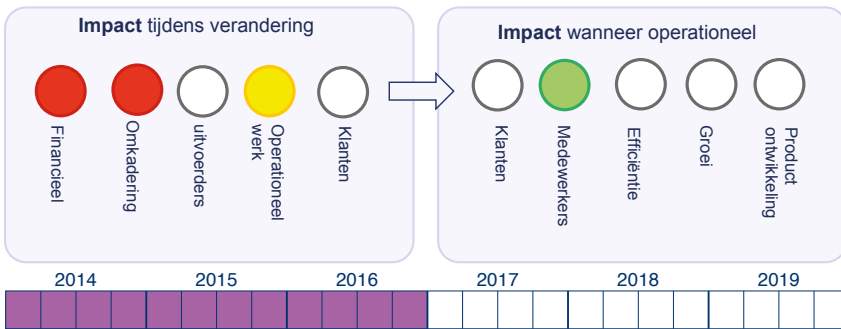 Impact tijdens verandering
Impact wanneer operationeel
Financieel
Omkadering
uitvoerders
Operationeel
werk
Klanten
Klanten
Medewerkers
Efficiëntie
Groei
Product
ontwikkeling
2014 2015 2016 2017 2018 2019